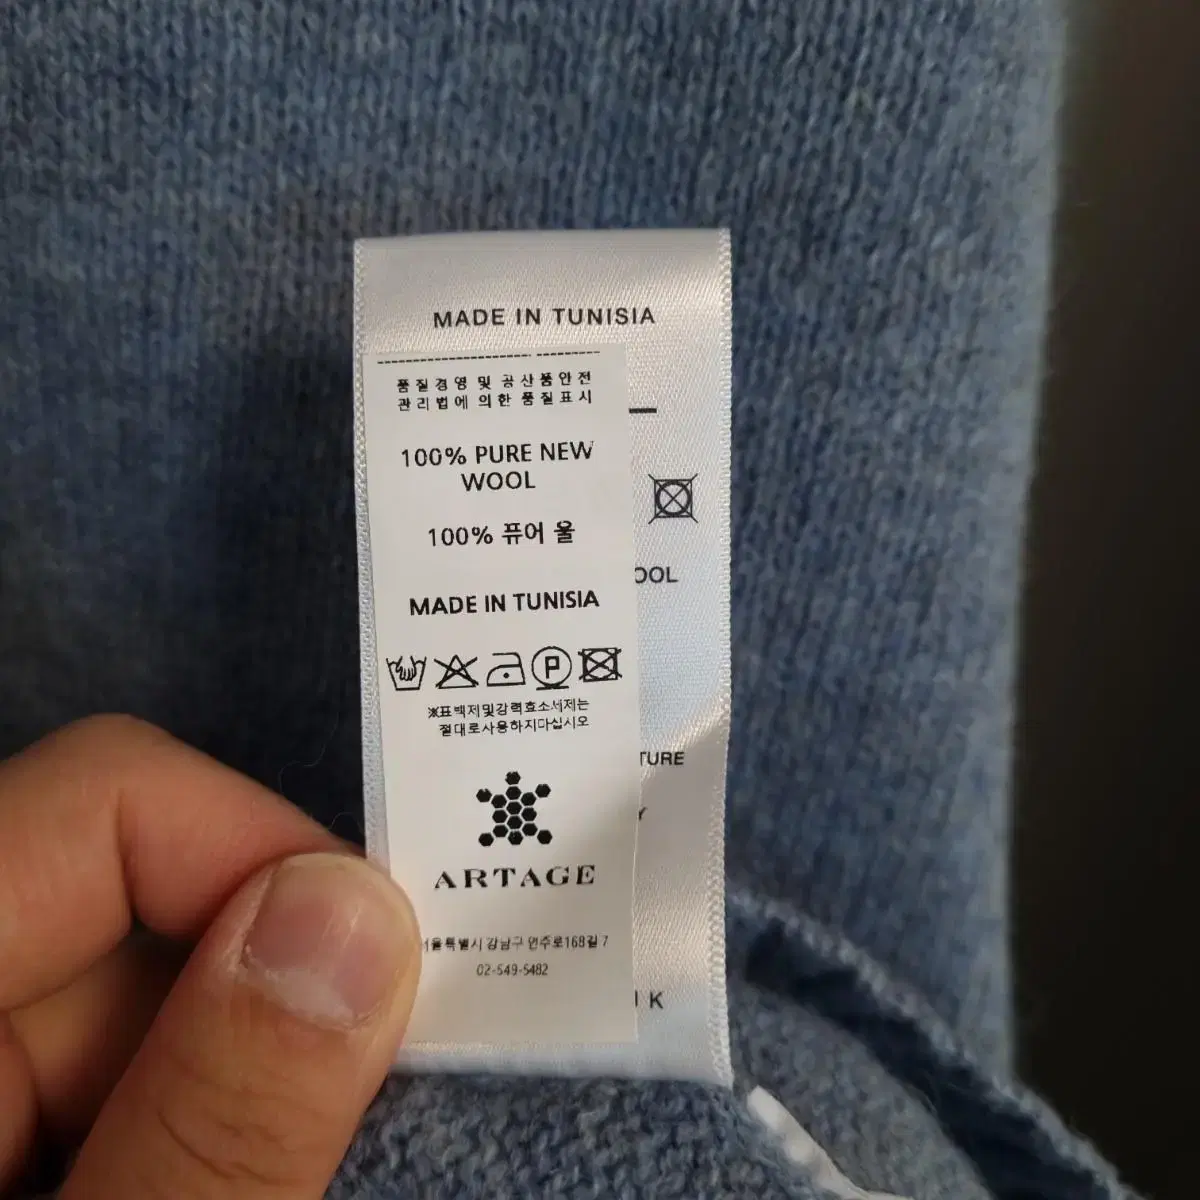 MADE IN TUNISIA
품질경영 및 공산품안전
관리법에 의한 품질표시
100% PURE NEW
WOOL
100% 퓨어 울
OOL
MADE IN TUNISIA
P
※표백제및강력효소세제는
절대로사용하지마십시오
TURE
Y
ARTAGE
서울특별시 강남구 언주로168길 7
02-549-5482
K